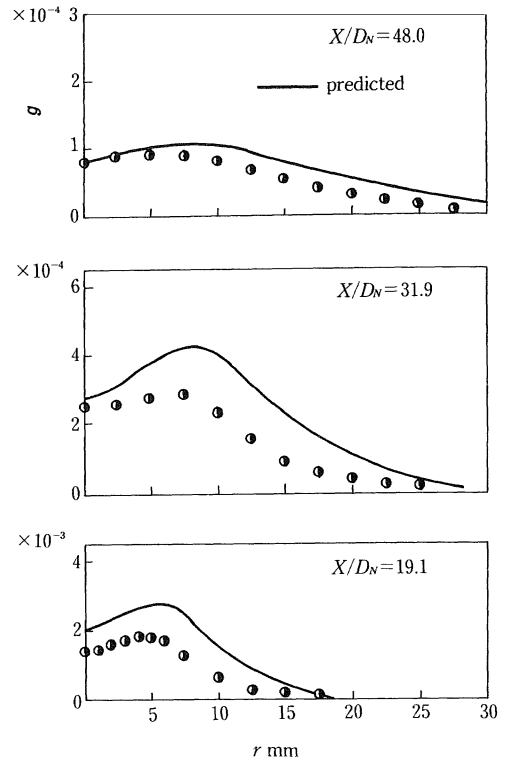 ×10⁻⁴ 3
X/D_N=48.0
predicted
2
g
1
0
×10⁻⁴
X/D_N=31.9
6
4
2
0
×10⁻³
X/D_N=19.1
4
2
0
5 10 15 20 25 30
r mm